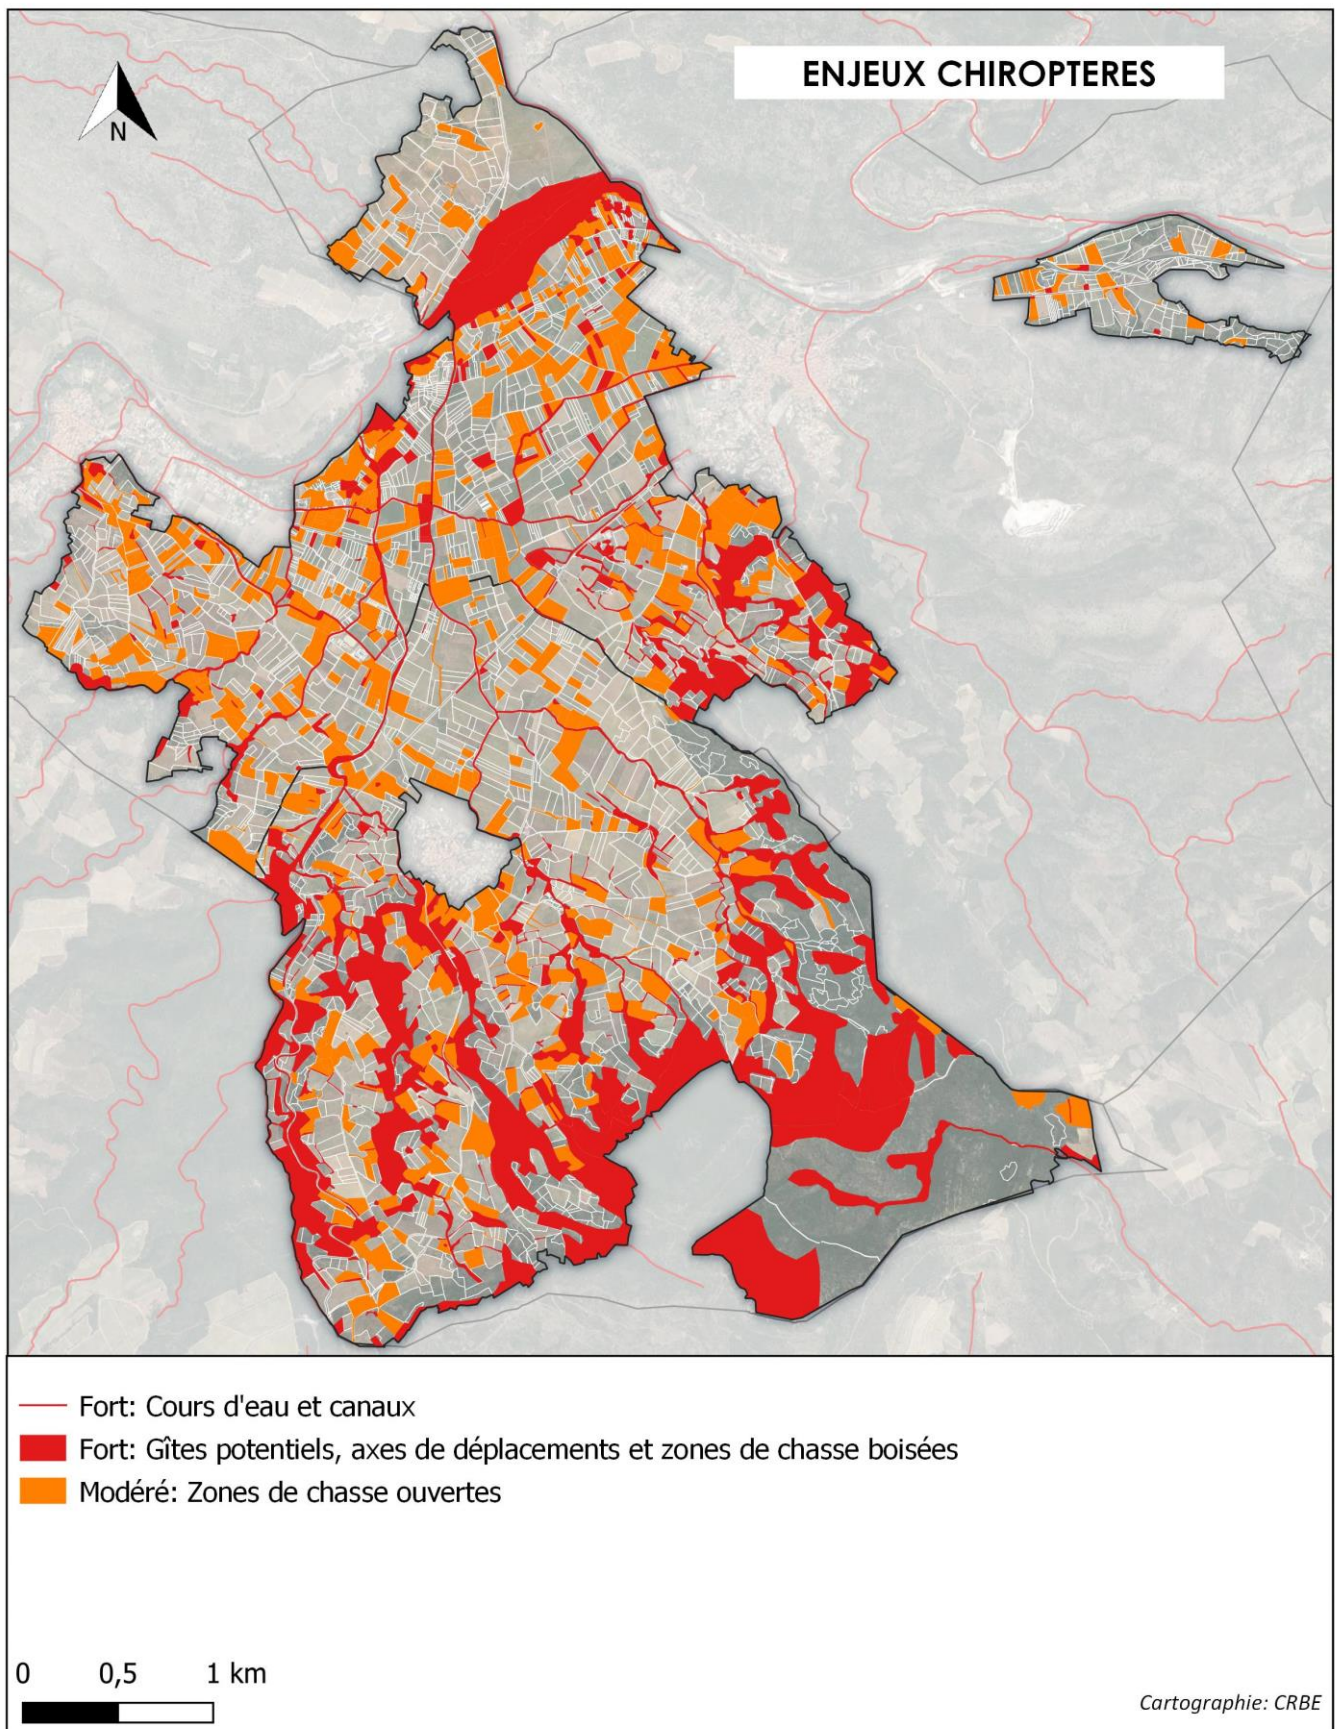 ENJEUX CHIROPTERES
N
Fort: Cours d'eau et canaux
Fort: Gîtes potentiels, axes de déplacements et zones de chasse boisées
Modéré: Zones de chasse ouvertes
0 0,5 1 km
Cartographie: CRBE